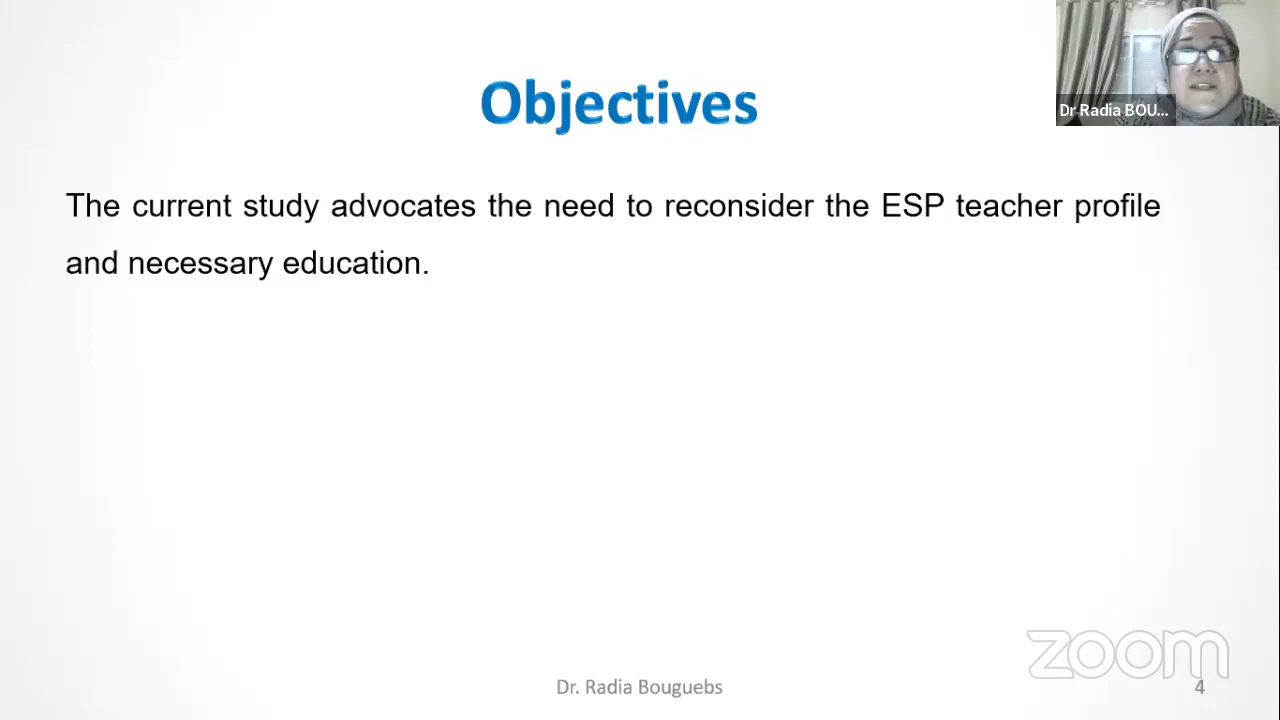 Objectives
Dr Radia BOU...
The current study advocates the need to reconsider the ESP teacher profile
and necessary education.
zoom
Dr. Radia Bouguebs
4